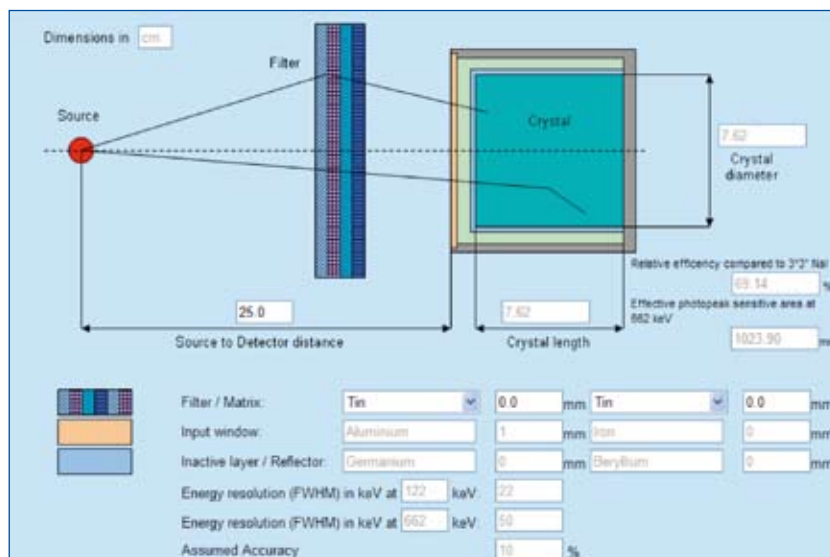 Dimensions in cm
Filter
Source
Crystal
7.62
Crystal
diameter
Relative efficency compared to 3*3" NaI
69.14 %
Effective photopeak sensitive area at
662 keV
1023.90
25.0
7.62
Source to Detector distance
Crystal length
Filter / Matrix: Tin 0.0 mm Tin 0.0 mm
Input window: Aluminium 1 mm Iron 0 mm
Inactive layer / Reflector: Germanium 0 mm Beryllium 0 mm
Energy resolution (FWHM) in keV at 122 keV: 22
Energy resolution (FWHM) in keV at 662 keV: 50
Assumed Accuracy 10 %